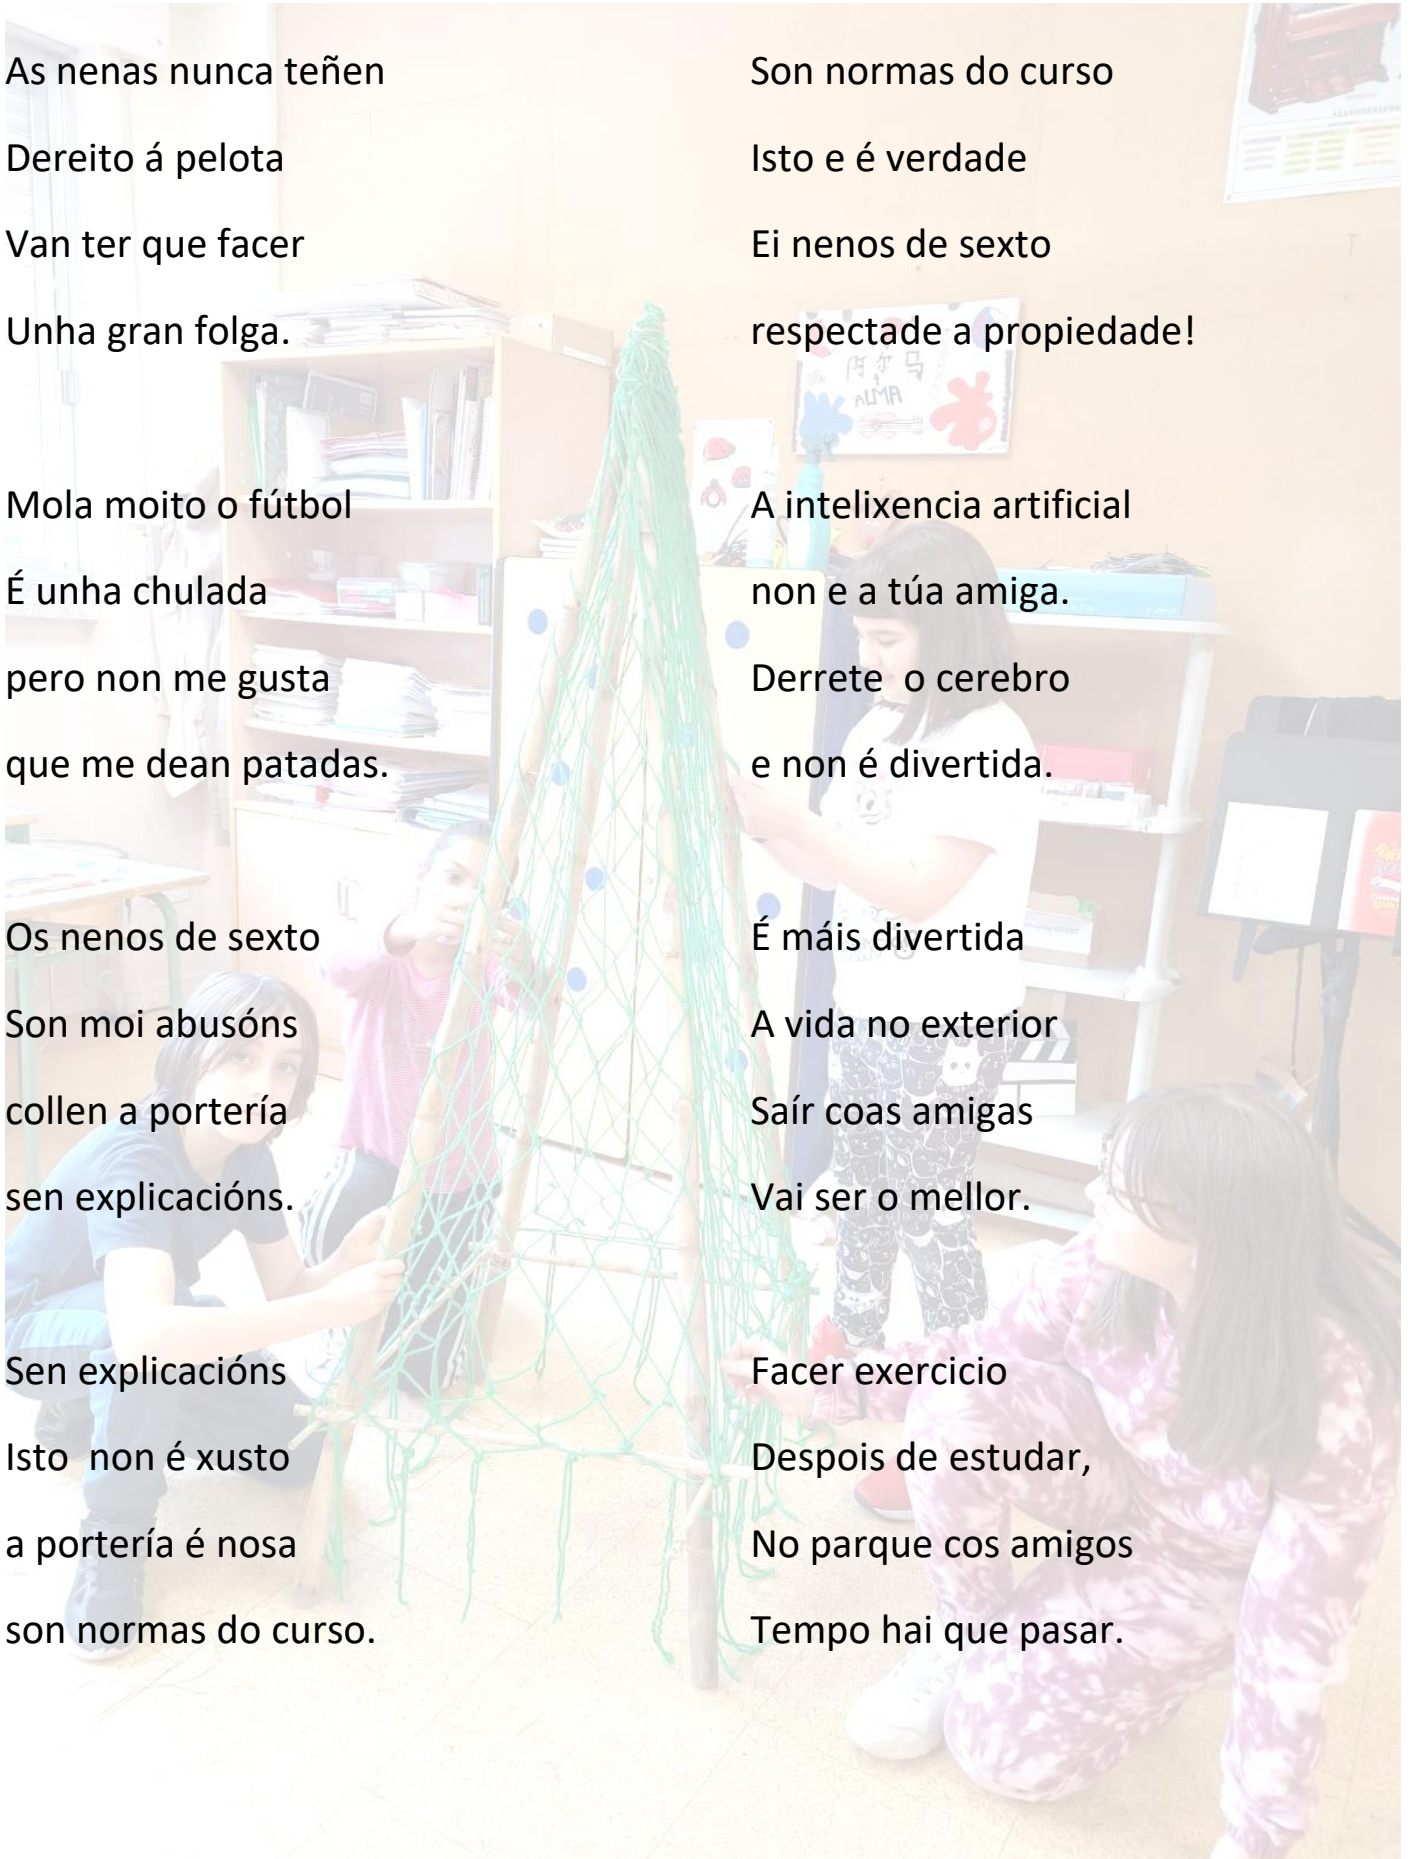 As nenas nunca teñen
Dereito á pelota
Van ter que facer
Unha gran folga.
Mola moito o fútbol
É unha chulada
pero non me gusta
que me dean patadas.
Os nenos de sexto
Son moi abusóns
collen a portería
sen explicacións.
Sen explicacións
Isto  non é xusto
a portería é nosa
son normas do curso.
Son normas do curso
Isto e é verdade
Ei nenos de sexto
respectade a propiedade!
A intelixencia artificial
non e a túa amiga.
Derrete  o cerebro
e non é divertida.
É máis divertida
A vida no exterior
Saír coas amigas
Vai ser o mellor.
Facer exercicio
Despois de estudar,
No parque cos amigos
Tempo hai que pasar.
阿尔马
ALMA